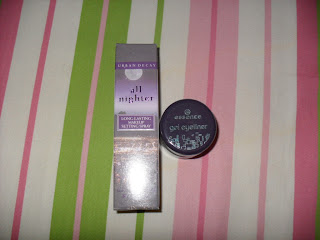 URBAN DECAY
all
nighter
LONG-LASTING
MAKEUP
SETTING SPRAY
essence
gel eyeliner